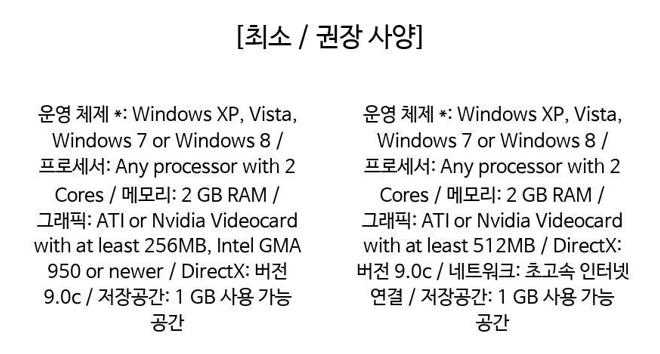 [최소 / 권장 사양]
운영 체제 *: Windows XP, Vista,
Windows 7 or Windows 8 /
프로세서: Any processor with 2
Cores / 메모리: 2 GB RAM /
그래픽: ATI or Nvidia Videocard
with at least 256MB, Intel GMA
950 or newer / DirectX: 버전
9.0c / 저장공간: 1 GB 사용 가능
공간
운영 체제 *: Windows XP, Vista,
Windows 7 or Windows 8 /
프로세서: Any processor with 2
Cores / 메모리: 2 GB RAM /
그래픽: ATI or Nvidia Videocard
with at least 512MB / DirectX:
버전 9.0c / 네트워크: 초고속 인터넷
연결 / 저장공간: 1 GB 사용 가능
공간